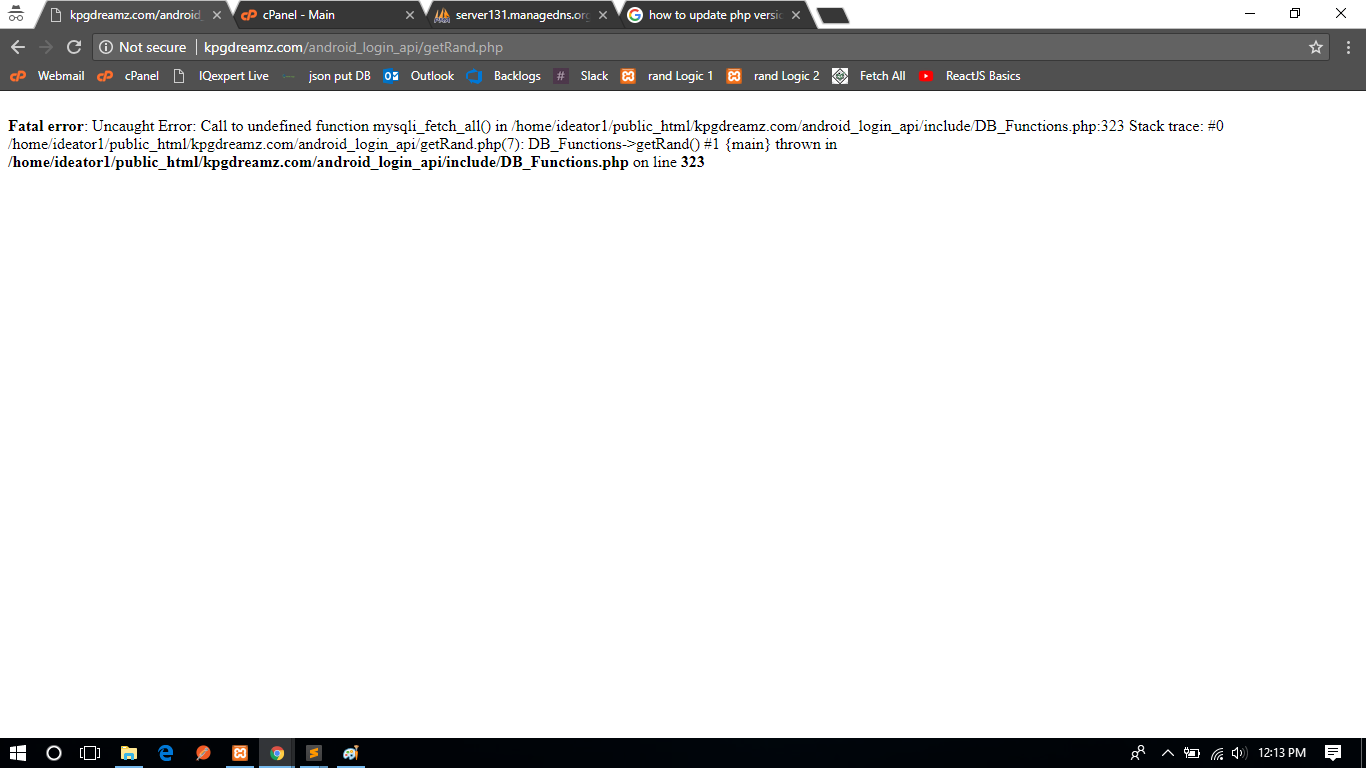 kpgdreamz.com/android_
cPanel - Main
server131.managedns.org
how to update php versic
Not secure
kpgdreamz.com/android_login_api/getRand.php
Webmail
cPanel
IQexpert Live
json put DB
Outlook
Backlogs
Slack
rand Logic 1
rand Logic 2
Fetch All
ReactJS Basics
Fatal error: Uncaught Error: Call to undefined function mysqli_fetch_all() in /home/ideator1/public_html/kpgdreamz.com/android_login_api/include/DB_Functions.php:323 Stack trace: #0
/home/ideator1/public_html/kpgdreamz.com/android_login_api/getRand.php(7): DB_Functions->getRand() #1 {main} thrown in
/home/ideator1/public_html/kpgdreamz.com/android_login_api/include/DB_Functions.php on line 323
12:13 PM